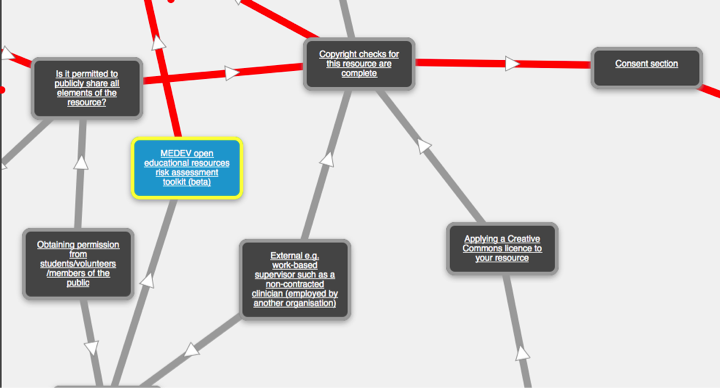 Copyright checks for
this resource are
complete
Consent section
Is it permitted to
publicly share all
elements of the
resource?
MEDEV open
educational resources
risk assessment
toolkit (beta)
Obtaining permission
from
students/volunteers
/members of the
public
External e.g.
work-based
supervisor such as a
non-contracted
clinician (employed by
another organisation)
Applying a Creative
Commons licence to
your resource